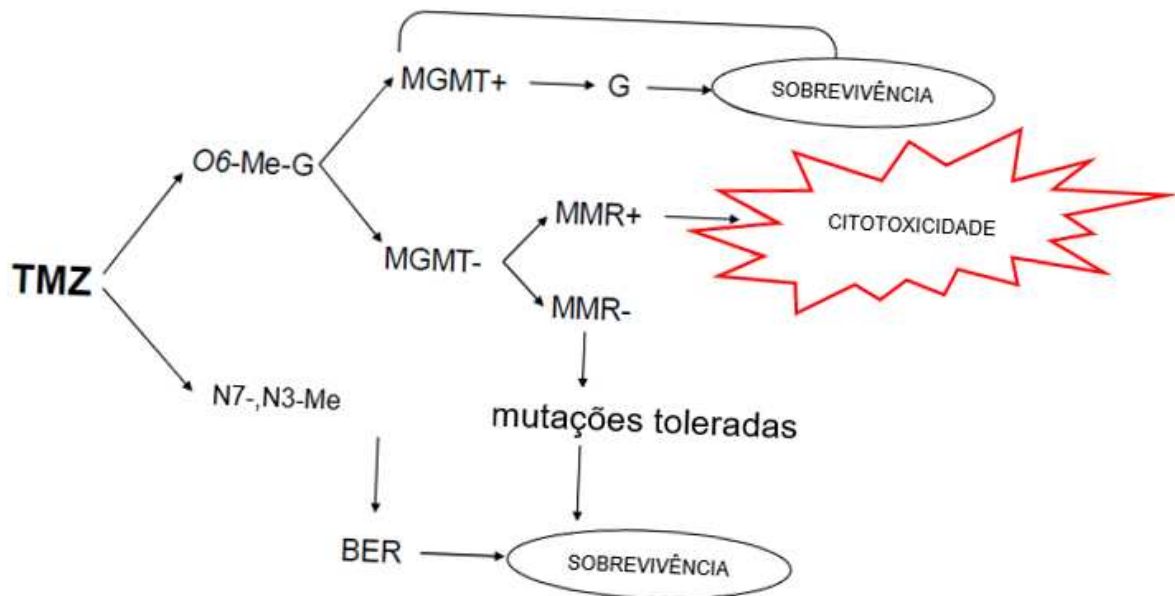 MGMT+
G
SOBREVIVÊNCIA
O6-Me-G
MMR+
CITOTOXICIDADE
MGMT-
TMZ
MMR-
N7-,N3-Me
mutações toleradas
BER
SOBREVIVÊNCIA